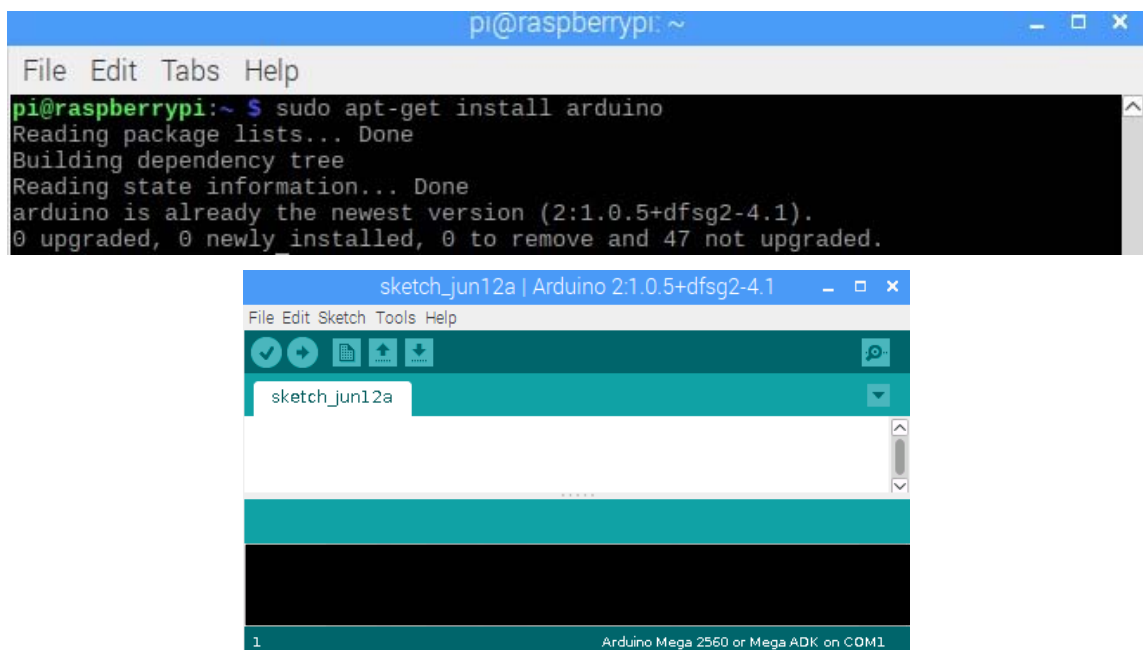 pi@raspberrypi: ~
File Edit Tabs Help
pi@raspberrypi:~ $ sudo apt-get install arduino
Reading package lists... Done
Building dependency tree
Reading state information... Done
arduino is already the newest version (2:1.0.5+dfsg2-4.1).
0 upgraded, 0 newly installed, 0 to remove and 47 not upgraded.
sketch_jun12a | Arduino 2:1.0.5+dfsg2-4.1
File Edit Sketch Tools Help
sketch_jun12a
1 Arduino Mega 2560 or Mega ADK on COM1